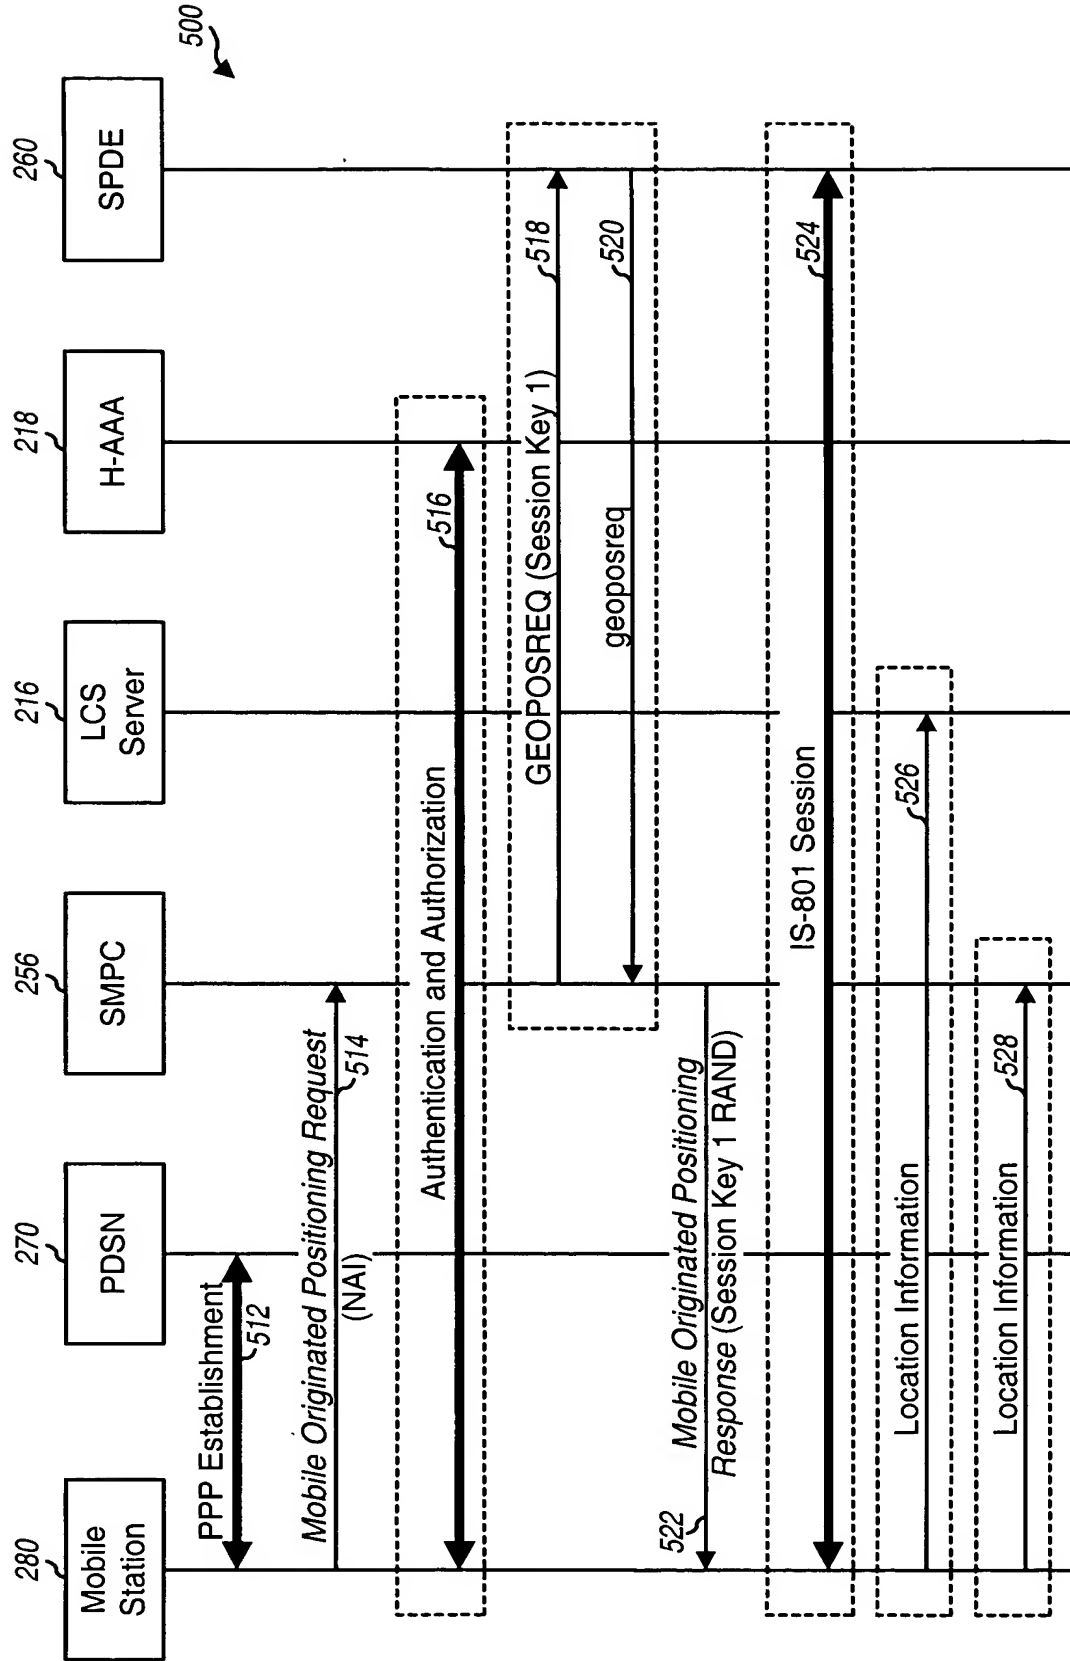 500
280
270
256
216
218
260
Mobile
Station
PDSN
SMPC
LCS
Server
H-AAA
SPDE
PPP Establishment
512
Mobile Originated Positioning Request
(NAI)
514
Authentication and Authorization
516
GEOPOSREQ (Session Key 1)
518
geoposreq
520
Mobile Originated Positioning
Response (Session Key 1 RAND)
522
IS-801 Session
524
Location Information
526
Location Information
528